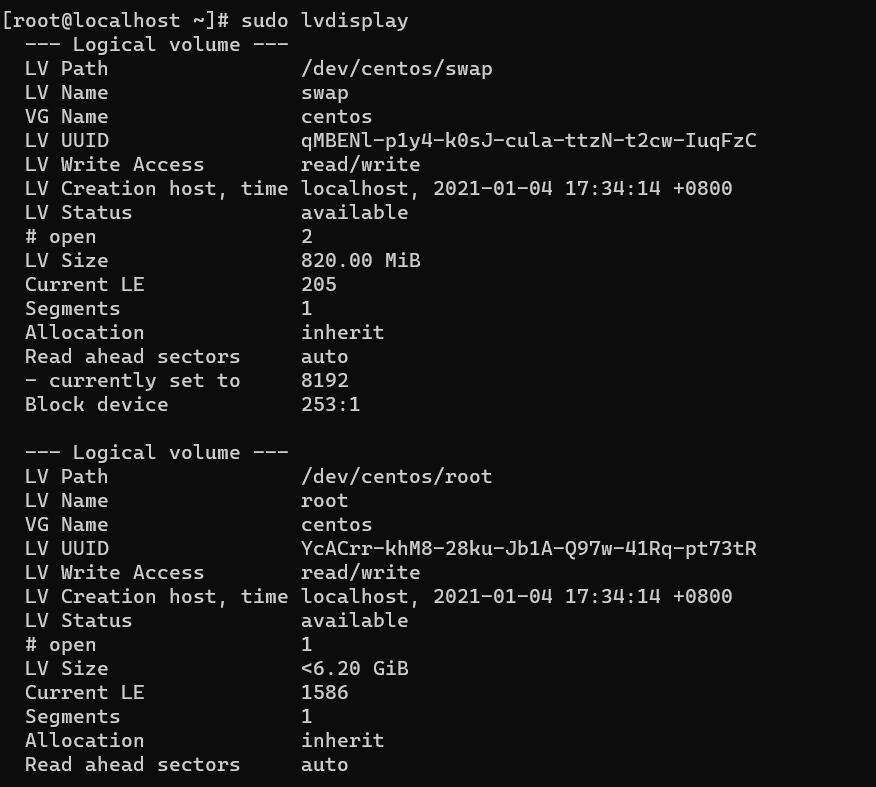 [root@localhost ~]# sudo lvdisplay
  --- Logical volume ---
  LV Path                /dev/centos/swap
  LV Name                swap
  VG Name                centos
  LV UUID                qMBENl-p1y4-k0sJ-cula-ttzN-t2cw-IuqFzC
  LV Write Access        read/write
  LV Creation host, time localhost, 2021-01-04 17:34:14 +0800
  LV Status              available
  # open                 2
  LV Size                820.00 MiB
  Current LE             205
  Segments               1
  Allocation             inherit
  Read ahead sectors     auto
  - currently set to     8192
  Block device           253:1

  --- Logical volume ---
  LV Path                /dev/centos/root
  LV Name                root
  VG Name                centos
  LV UUID                YcACrr-khM8-28ku-Jb1A-Q97w-41Rq-pt73tR
  LV Write Access        read/write
  LV Creation host, time localhost, 2021-01-04 17:34:14 +0800
  LV Status              available
  # open                 1
  LV Size                <6.20 GiB
  Current LE             1586
  Segments               1
  Allocation             inherit
  Read ahead sectors     auto